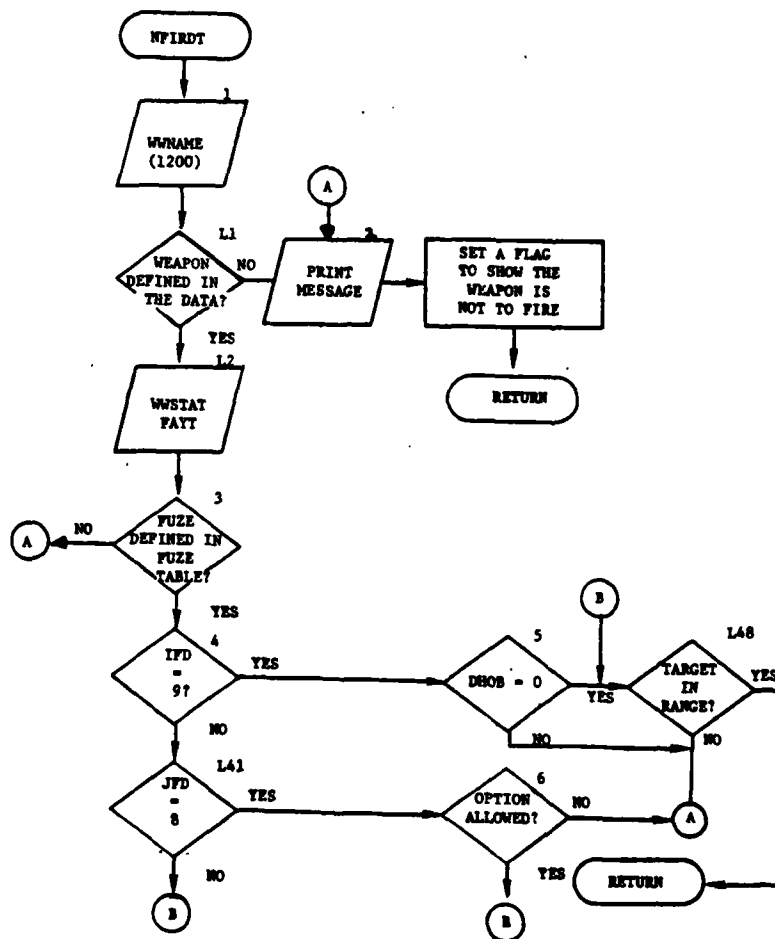 NFIRDT
1
WWNAME
(1200)
A
L1
WEAPON
DEFINED IN
THE DATA?
NO
2
PRINT
MESSAGE
SET A FLAG
TO SHOW THE
WEAPON IS
NOT TO FIRE
YES
RETURN
L2
WWSTAT
FAYT
3
FUZE
DEFINED IN
FUZE
TABLE?
NO
A
YES
B
4
IFD
=
9?
YES
5
DHOB = 0
YES
L48
TARGET
IN
RANGE?
YES
NO
NO
NO
L41
JFD
=
8
YES
6
OPTION
ALLOWED?
NO
A
NO
YES
RETURN
B
B